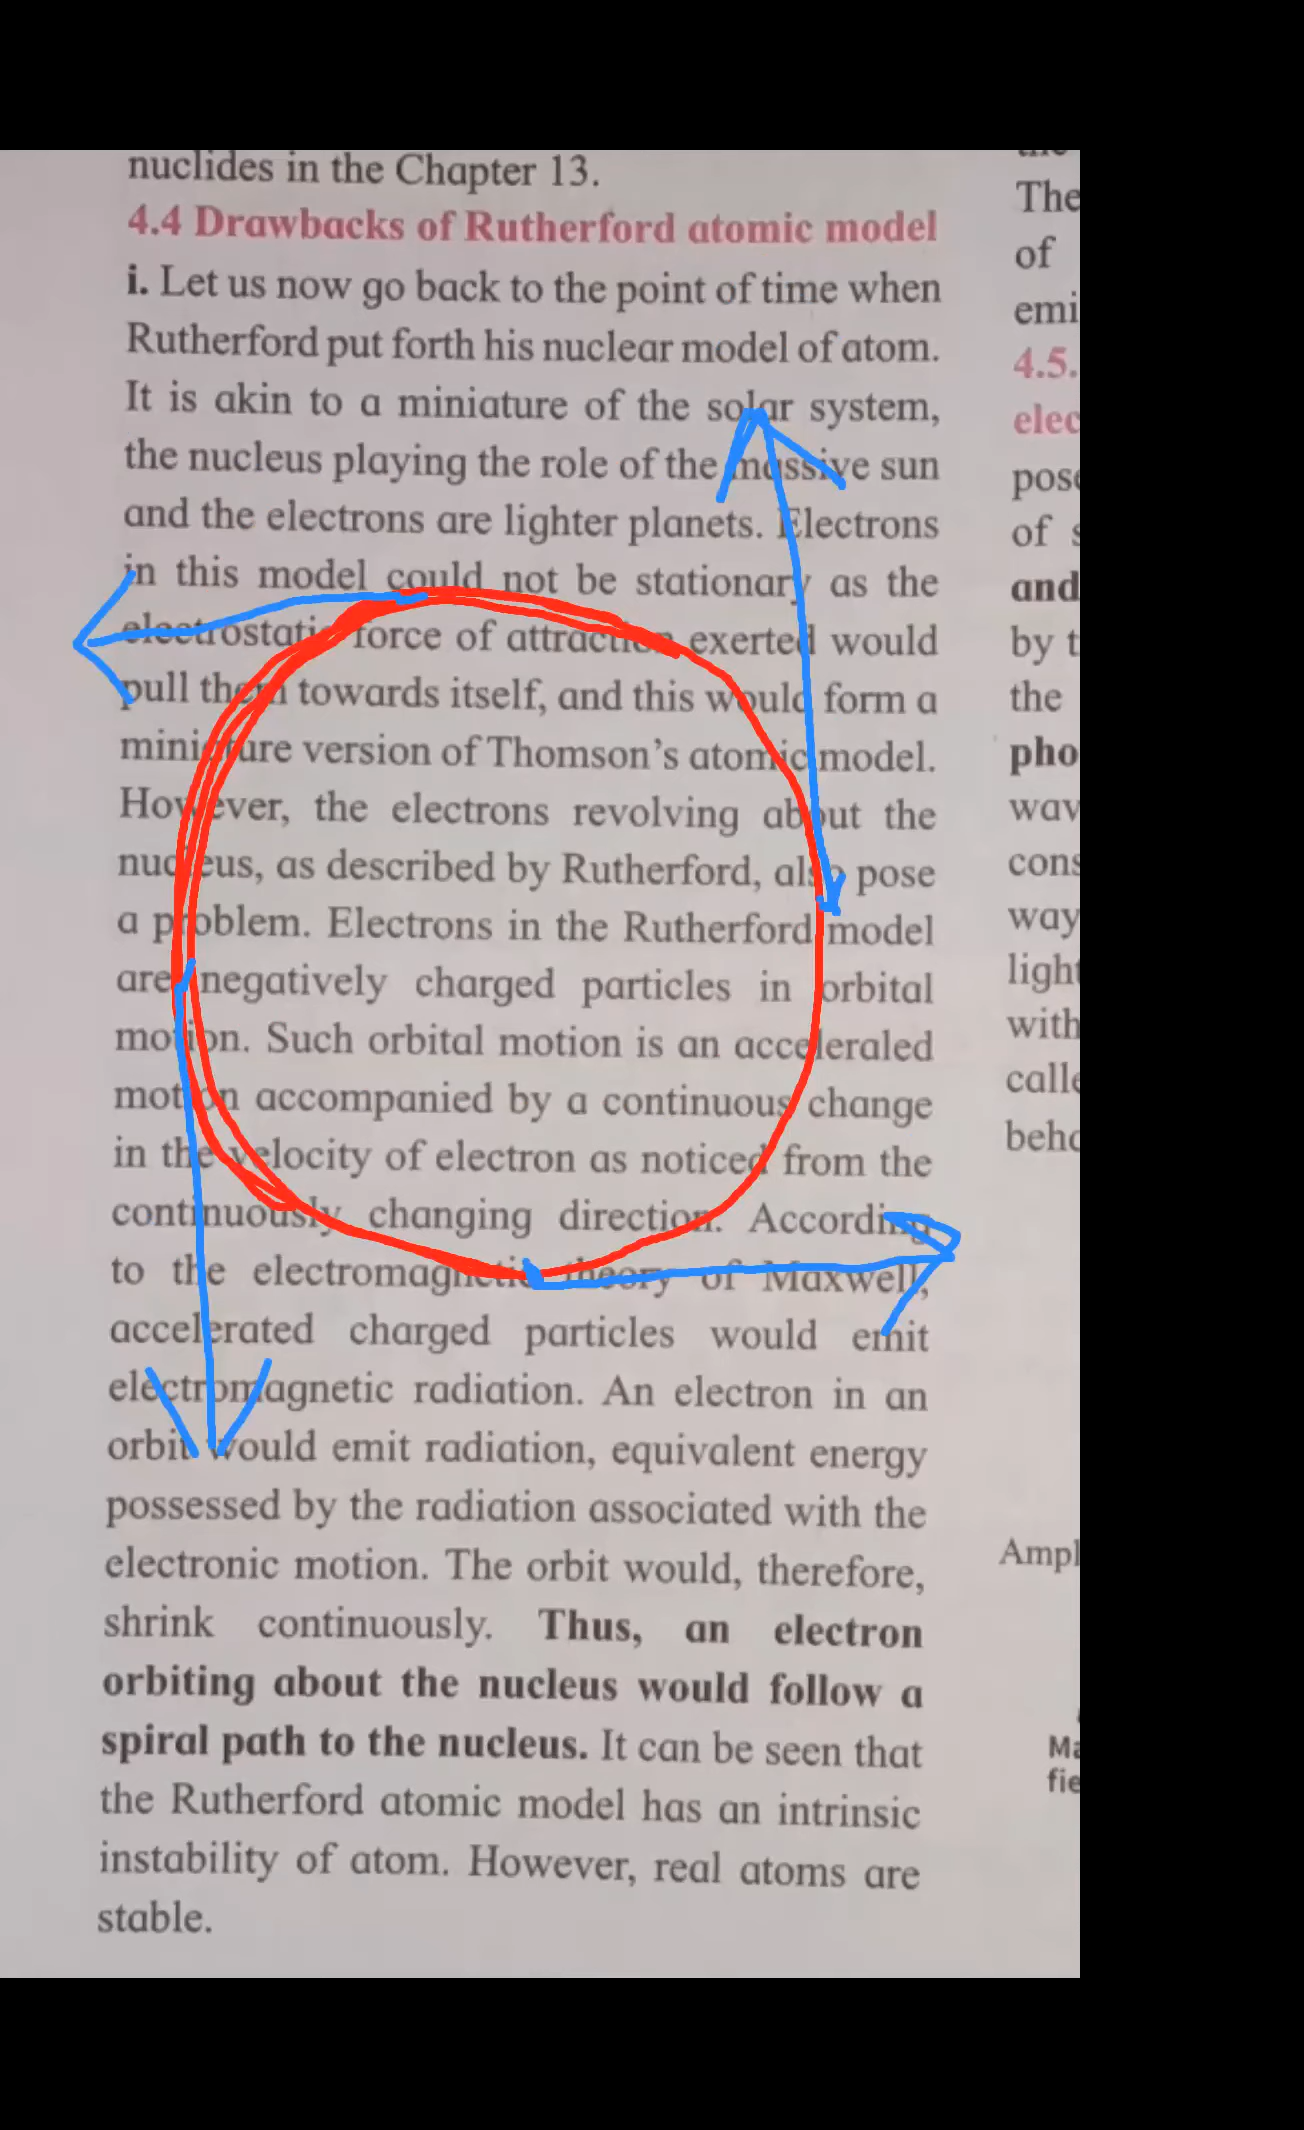 nuclides in the Chapter 13.
4.4 Drawbacks of Rutherford atomic model
i. Let us now go back to the point of time when
Rutherford put forth his nuclear model of atom.
It is akin to a miniature of the solar system,
the nucleus playing the role of the massive sun
and the electrons are lighter planets. Electrons
in this model could not be stationary as the
electrostatic force of attraction exerted would
pull them towards itself, and this would form a
miniature version of Thomson's atomic model.
However, the electrons revolving about the
nucleus, as described by Rutherford, also pose
a problem. Electrons in the Rutherford model
are negatively charged particles in orbital
motion. Such orbital motion is an acceleraled
motion accompanied by a continuous change
in the velocity of electron as noticed from the
continuously changing direction. According
to the electromagnetic theory of Maxwell,
accelerated charged particles would emit
electromagnetic radiation. An electron in an
orbit would emit radiation, equivalent energy
possessed by the radiation associated with the
electronic motion. The orbit would, therefore,
shrink continuously. Thus, an electron
orbiting about the nucleus would follow a
spiral path to the nucleus. It can be seen that
the Rutherford atomic model has an intrinsic
instability of atom. However, real atoms are
stable.
The
of
emi
4.5.
elec
pose
of s
and
by t
the
pho
wav
cons
way
light
with
calle
beha
Ampl
Ma
fie